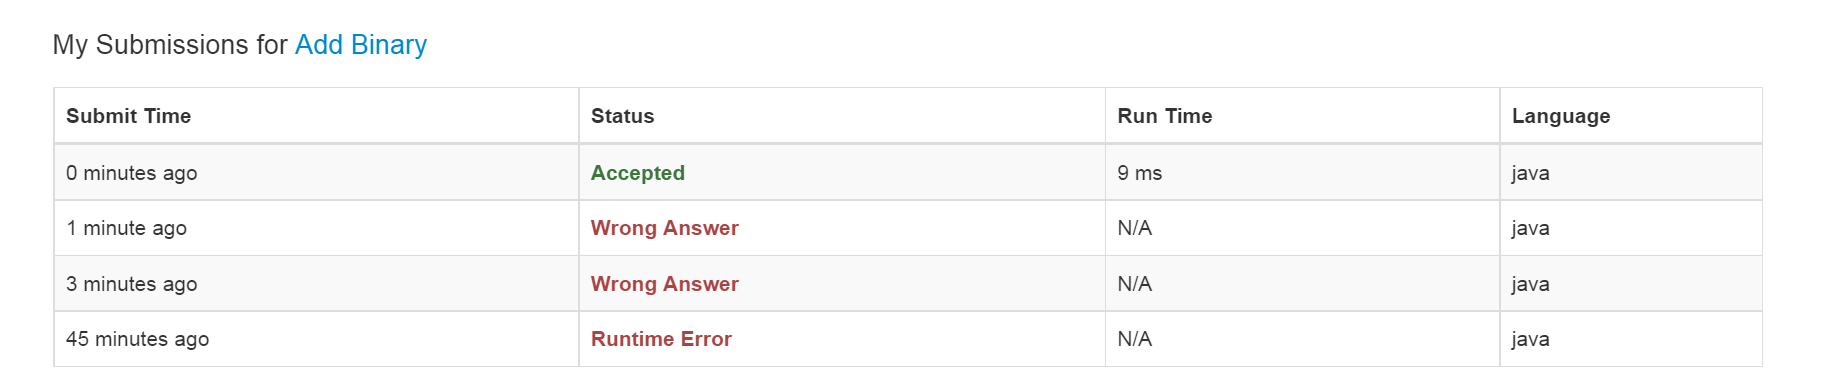 My Submissions for Add Binary
Submit Time Status Run Time Language
0 minutes ago Accepted 9 ms java
1 minute ago Wrong Answer N/A java
3 minutes ago Wrong Answer N/A java
45 minutes ago Runtime Error N/A java